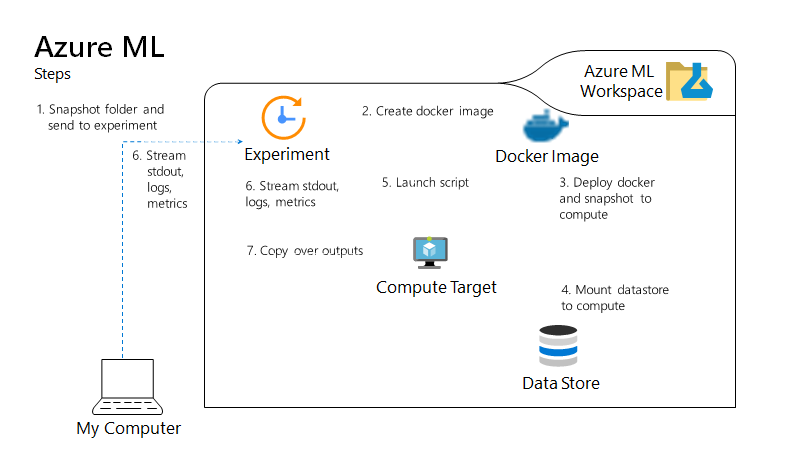 Azure ML
Steps
1. Snapshot folder and
send to experiment
Azure ML
Workspace
2. Create docker image
Experiment
Docker Image
6. Stream
stdout,
logs,
metrics
6. Stream stdout,
logs, metrics
5. Launch script
3. Deploy docker
and snapshot to
compute
7. Copy over outputs
Compute Target
4. Mount datastore
to compute
Data Store
My Computer